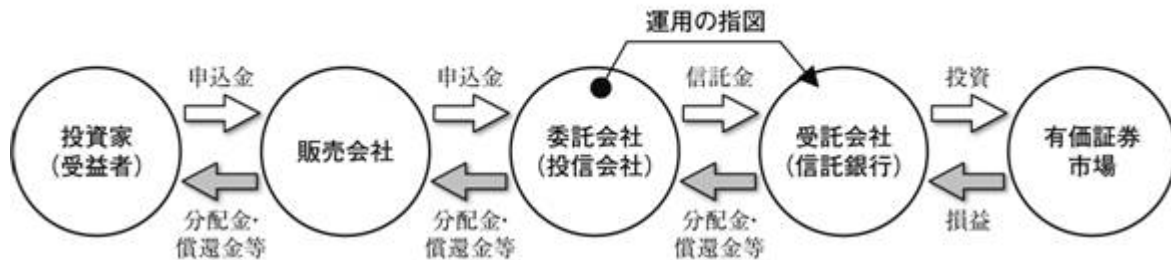 運用の指図
申込金
申込金
信託金
投資
投資家
(受益者)
販売会社
委託会社
(投信会社)
受託会社
(信託銀行)
有価証券
市場
分配金・
償還金等
分配金・
償還金等
分配金・
償還金等
損益